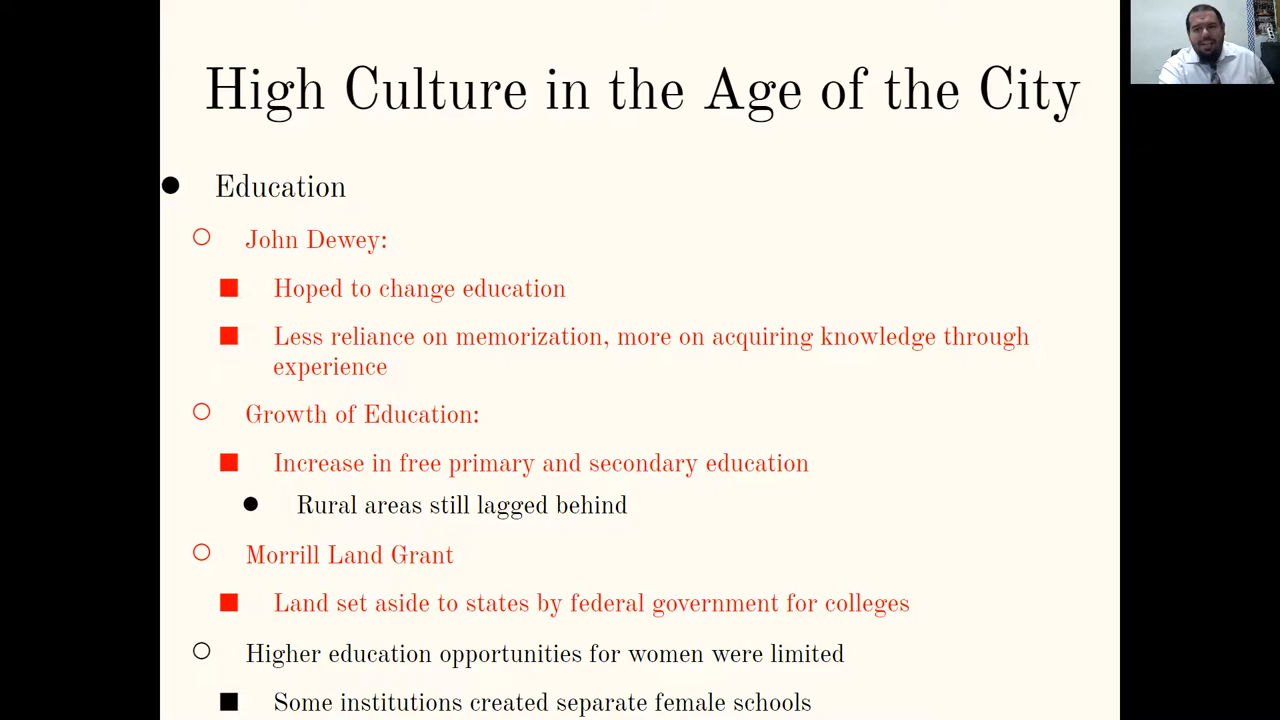 High Culture in the Age of the City
Education
John Dewey:
Hoped to change education
Less reliance on memorization, more on acquiring knowledge through
experience
Growth of Education:
Increase in free primary and secondary education
Rural areas still lagged behind
Morrill Land Grant
Land set aside to states by federal government for colleges
Higher education opportunities for women were limited
Some institutions created separate female schools